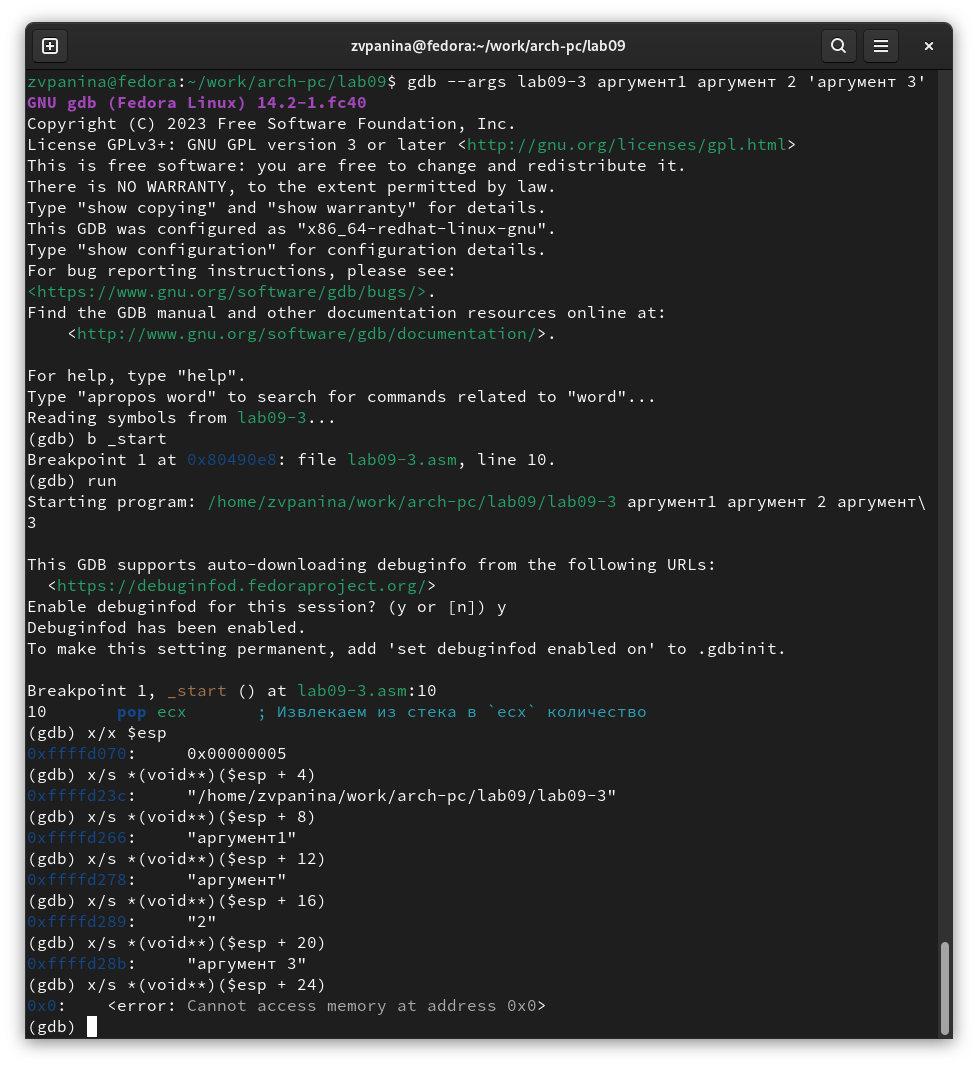 zvpanina@fedora:~/work/arch-pc/lab09
zvpanina@fedora:~/work/arch-pc/lab09$ gdb --args lab09-3 аргумент1 аргумент 2 'аргумент 3'
GNU gdb (Fedora Linux) 14.2-1.fc40
Copyright (C) 2023 Free Software Foundation, Inc.
License GPLv3+: GNU GPL version 3 or later <http://gnu.org/licenses/gpl.html>
This is free software: you are free to change and redistribute it.
There is NO WARRANTY, to the extent permitted by law.
Type "show copying" and "show warranty" for details.
This GDB was configured as "x86_64-redhat-linux-gnu".
Type "show configuration" for configuration details.
For bug reporting instructions, please see:
<https://www.gnu.org/software/gdb/bugs/>.
Find the GDB manual and other documentation resources online at:
    <http://www.gnu.org/software/gdb/documentation/>.

For help, type "help".
Type "apropos word" to search for commands related to "word"...
Reading symbols from lab09-3...
(gdb) b _start
Breakpoint 1 at 0x80490e8: file lab09-3.asm, line 10.
(gdb) run
Starting program: /home/zvpanina/work/arch-pc/lab09/lab09-3 аргумент1 аргумент 2 аргумент\
3

This GDB supports auto-downloading debuginfo from the following URLs:
  <https://debuginfod.fedoraproject.org/>
Enable debuginfod for this session? (y or [n]) y
Debuginfod has been enabled.
To make this setting permanent, add 'set debuginfod enabled on' to .gdbinit.

Breakpoint 1, _start () at lab09-3.asm:10
10       pop ecx       ; Извлекаем из стека в `ecx` количество
(gdb) x/x $esp
0xffffd070:     0x00000005
(gdb) x/s *(void**)($esp + 4)
0xffffd23c:     "/home/zvpanina/work/arch-pc/lab09/lab09-3"
(gdb) x/s *(void**)($esp + 8)
0xffffd266:     "аргумент1"
(gdb) x/s *(void**)($esp + 12)
0xffffd278:     "аргумент"
(gdb) x/s *(void**)($esp + 16)
0xffffd289:     "2"
(gdb) x/s *(void**)($esp + 20)
0xffffd28b:     "аргумент 3"
(gdb) x/s *(void**)($esp + 24)
0x0:    <error: Cannot access memory at address 0x0>
(gdb)